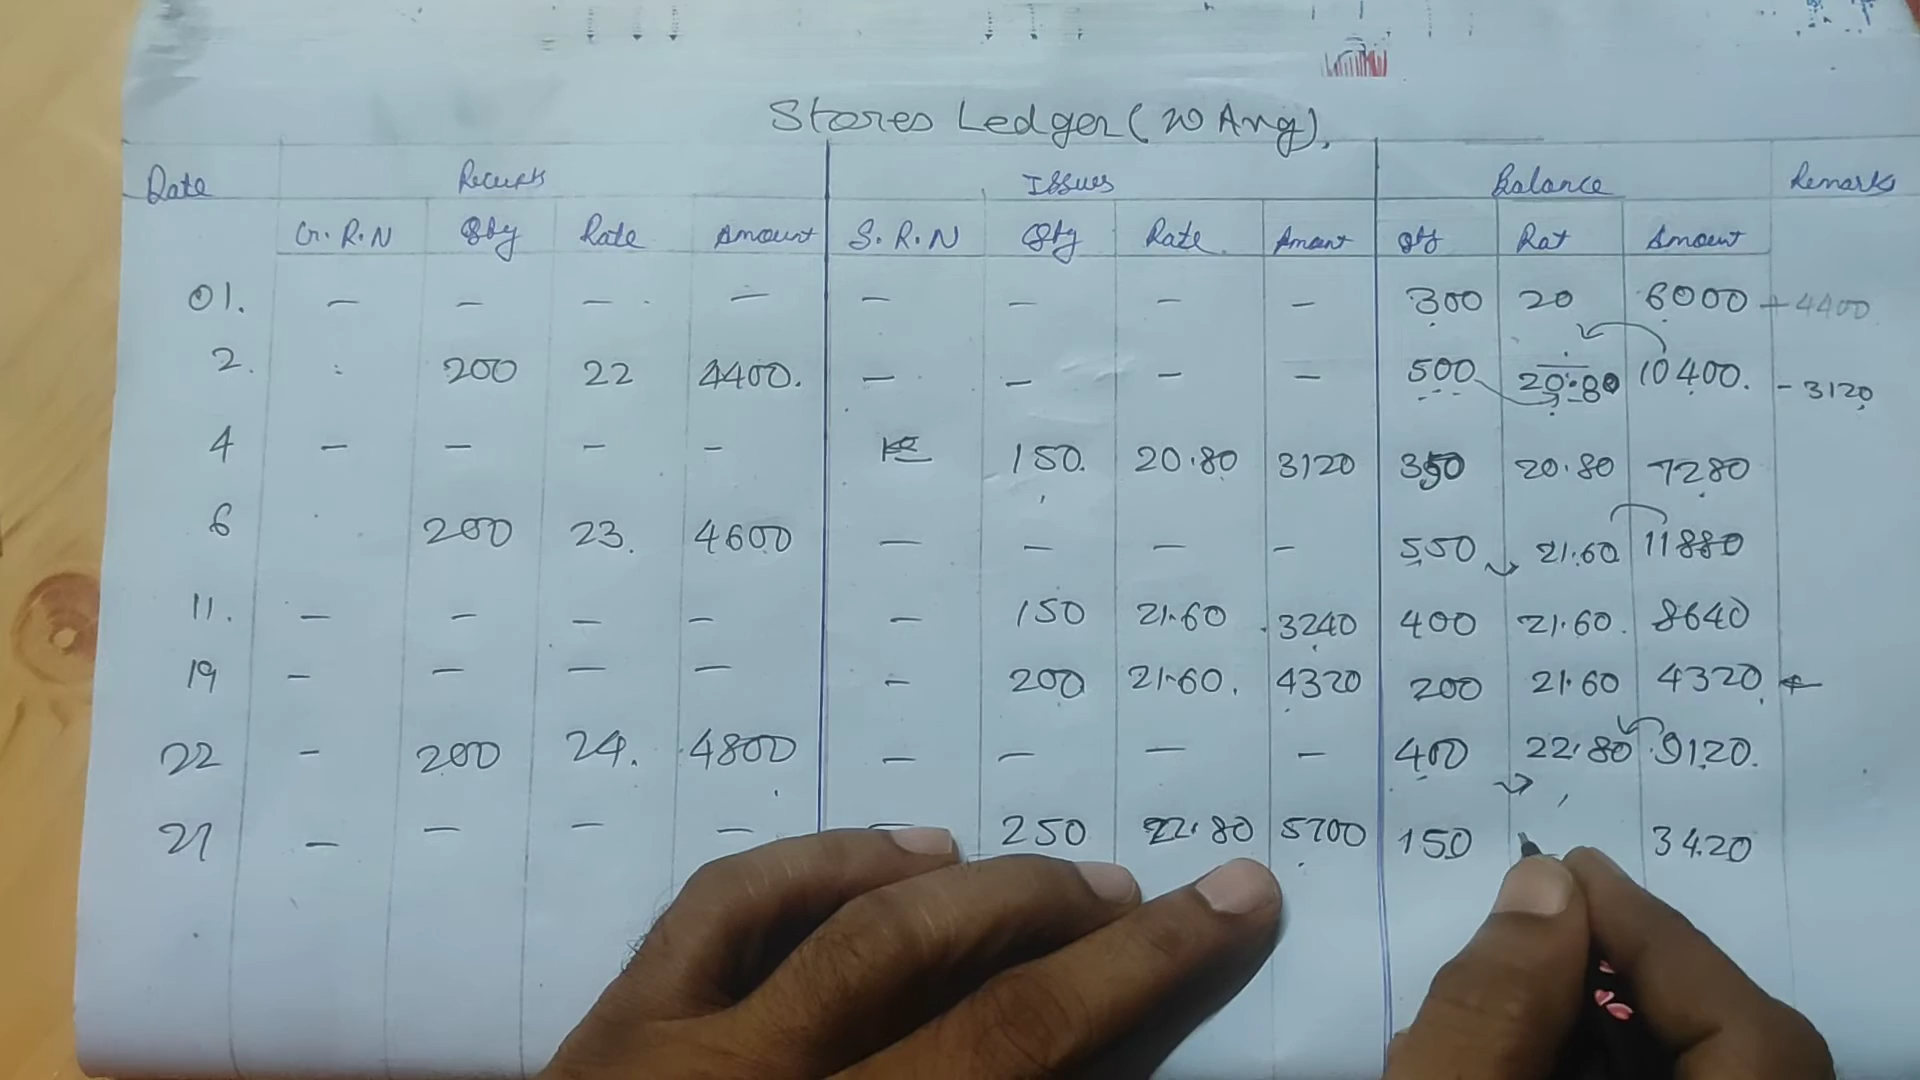 Stores Ledger (W Avg).
Date Receipts Issues Balance Remarks
G.R.N Qty Rate Amount S.R.N Qty Rate Amount Qty Rat Amount
01. — — — — — — — — 300 20 6000 + 4400
2. 200 22 4400. — — — — 500 20.80 10400. - 3120
4 — — — — 150. 20.80 3120 350 20.80 7280
6 200 23. 4600 — — — — 550 21.60 11880
11. — — — — — 150 21.60 3240 400 21.60. 8640
19 — — — — — 200 21.60. 4320 200 21.60 4320
22 — 200 24. 4800 — — — — 400 22.80 9120.
27 — — — — — 250 22.80 5700 150 3420